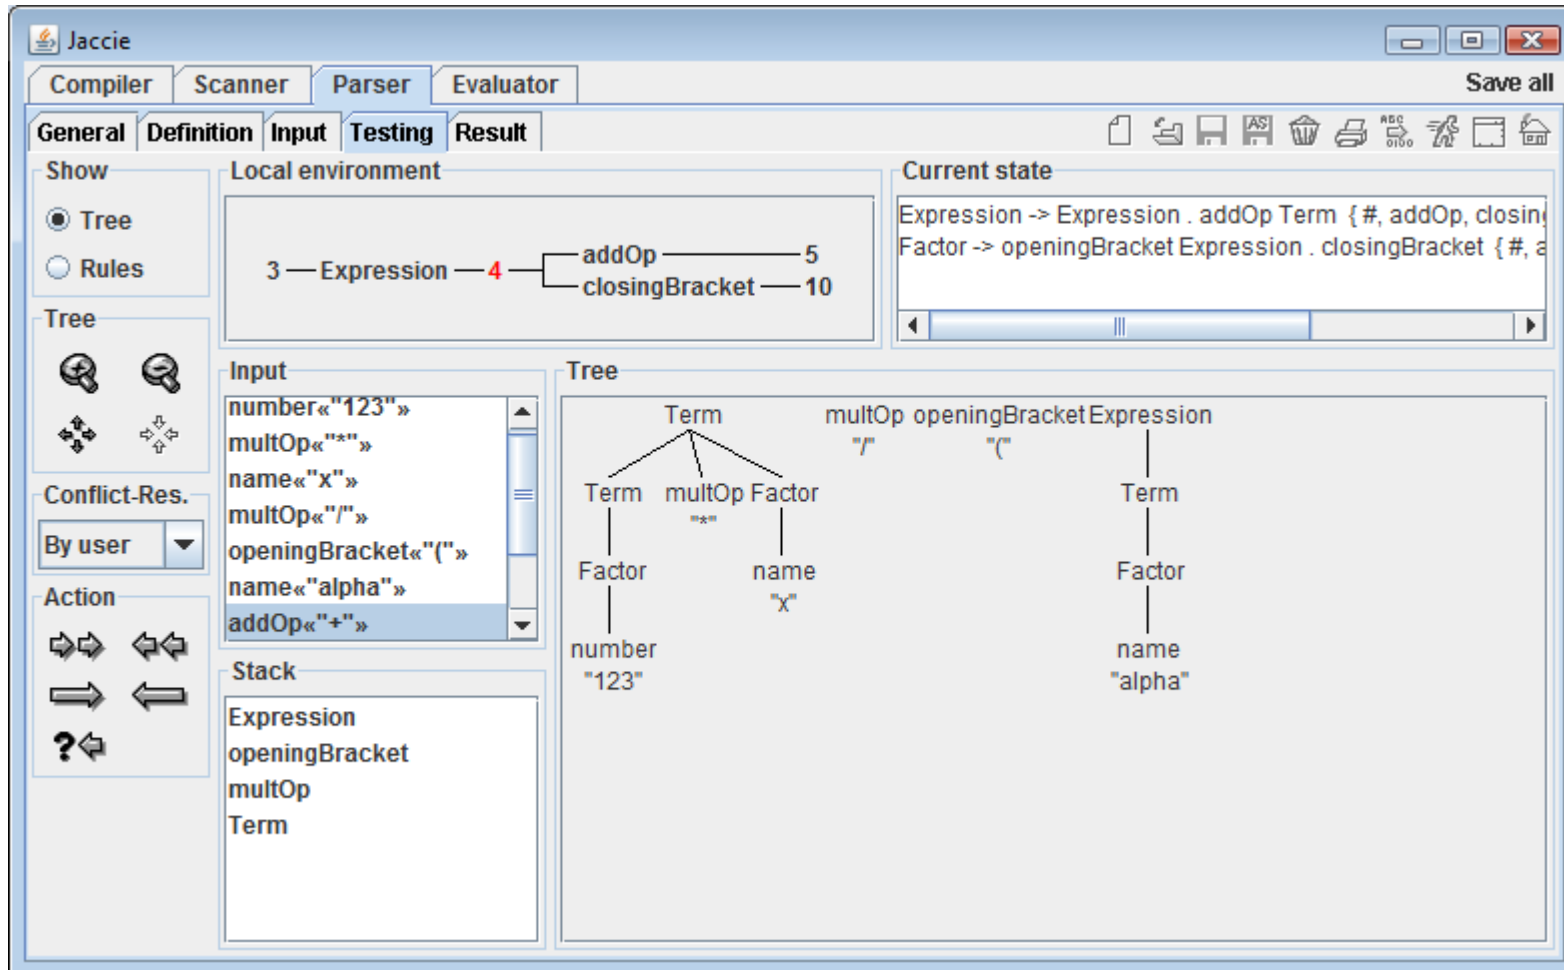 Jaccie
Compiler Scanner Parser Evaluator Save all
General Definition Input Testing Result
Show
Tree
Rules
Tree
Conflict-Res.
By user
Action
Local environment
3 Expression 4 addOp 5
closingBracket 10
Current state
Expression -> Expression . addOp Term { #, addOp, closing
Factor -> openingBracket Expression . closingBracket { #, a
Input
number«"123"»
multOp«"*"»
name«"x"»
multOp«"/"»
openingBracket«"("»
name«"alpha"»
addOp«"+"»
Stack
Expression
openingBracket
multOp
Term
Tree
Term multOp openingBracket Expression
"/" "("
Term multOp Factor Term
"*"
Factor name Factor
"x"
number name
"123" "alpha"